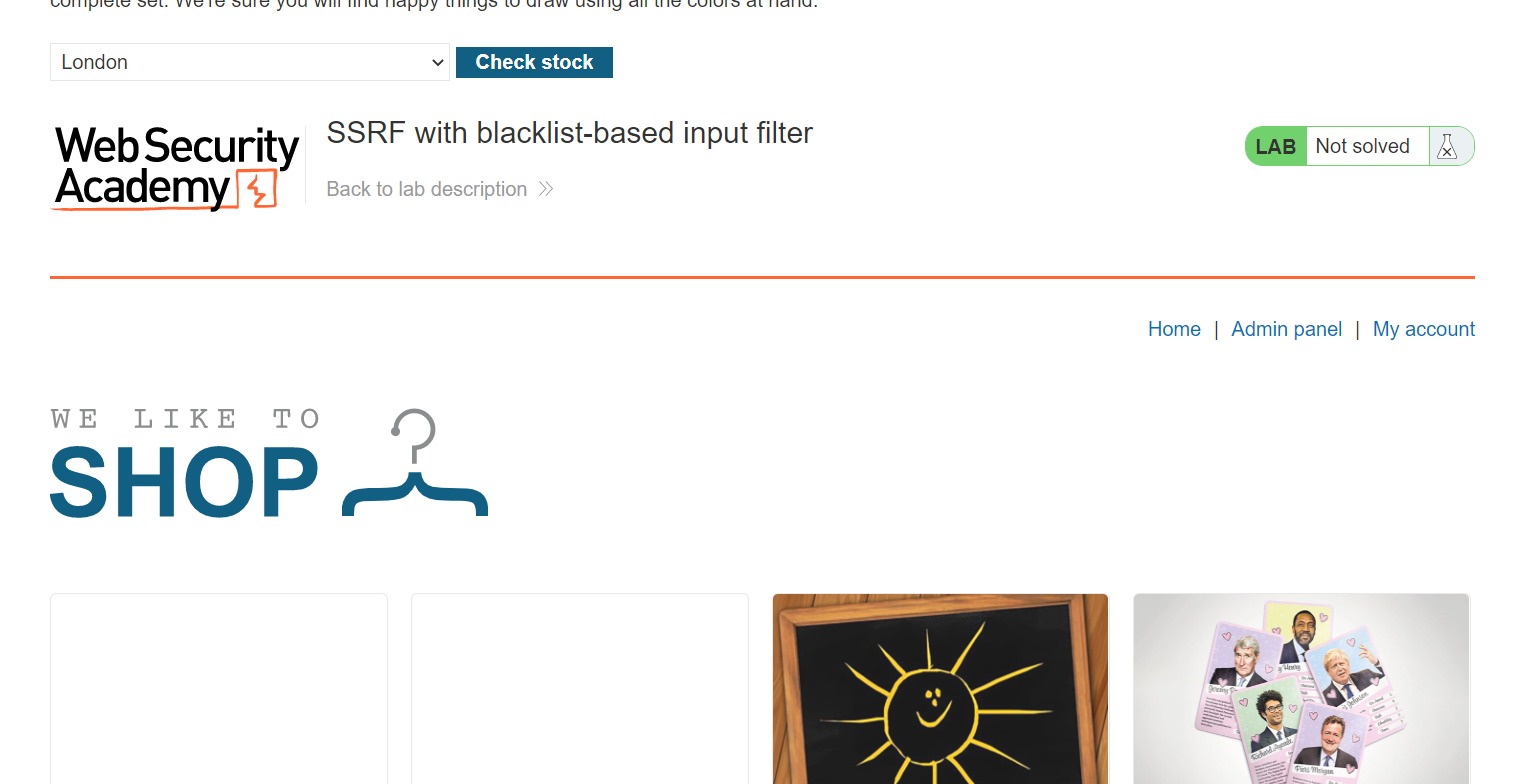 complete set. We're sure you will find happy things to draw using all the colors at hand.
London
Check stock
Web Security
Academy
SSRF with blacklist-based input filter
Back to lab description
LAB Not solved
Home | Admin panel | My account
WE LIKE TO
SHOP
Piers Morgan